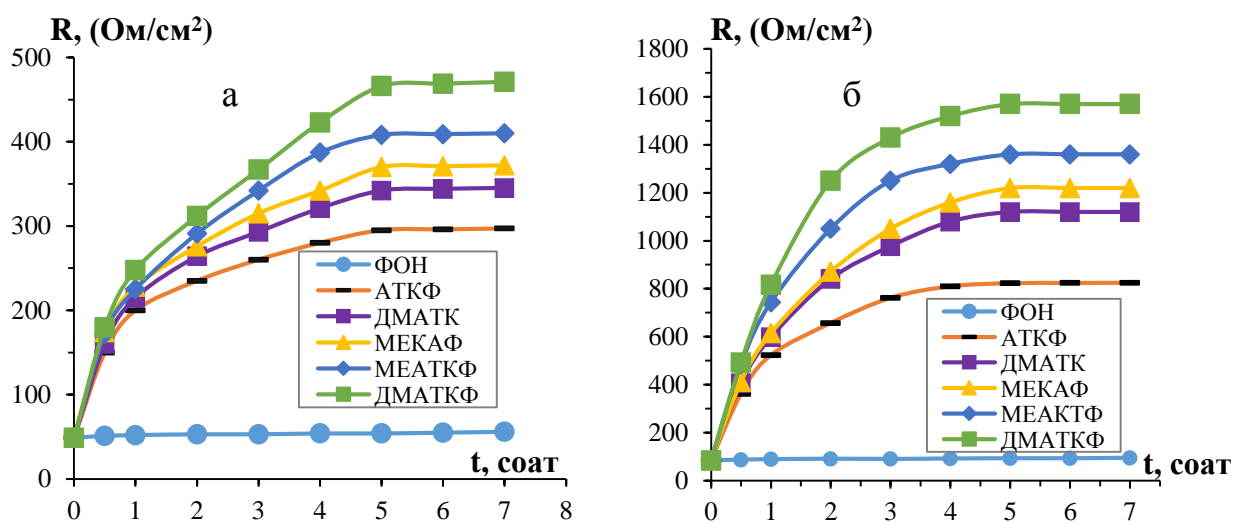 R, (Ом/см²)
а
500
400
300
200
100
0
0 1 2 3 4 5 6 7 8
t, соат
ФОН
АТКФ
ДМАТК
МЕКАФ
МЕАТКФ
ДМАТКФ
R, (Ом/см²)
б
1800
1600
1400
1200
1000
800
600
400
200
0
0 1 2 3 4 5 6 7
t, соат
ФОН
АТКФ
ДМАТК
МЕКАФ
МЕАКТФ
ДМАТКФ